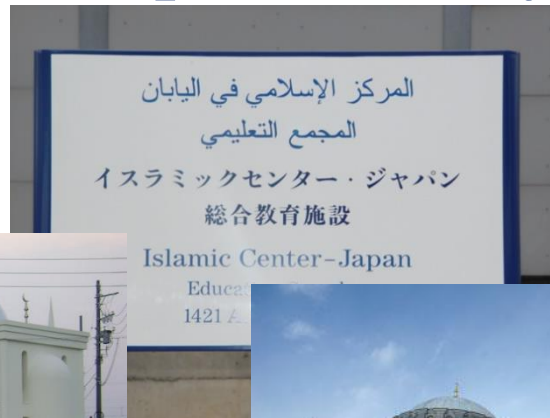 المركز الإسلامي في اليابان
المجمع التعليمي
イスラミックセンター・ジャパン
総合教育施設
Islamic Center-Japan
1421